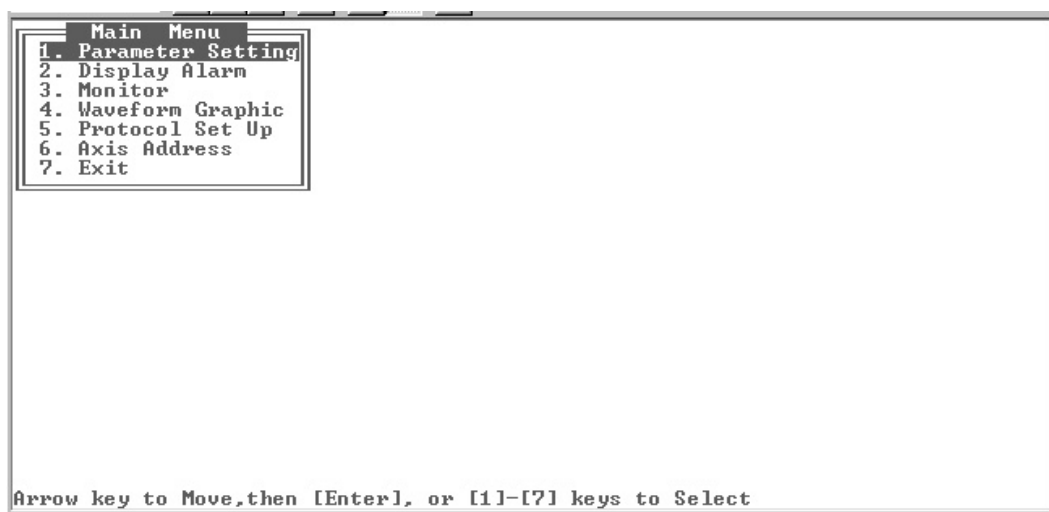 Main Menu
1. Parameter Setting
2. Display Alarm
3. Monitor
4. Waveform Graphic
5. Protocol Set Up
6. Axis Address
7. Exit
Arrow key to Move,then [Enter], or [1]-[7] keys to Select